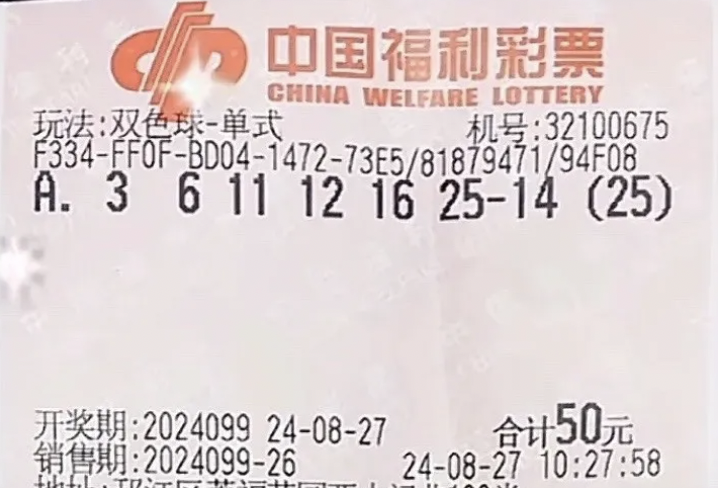 中国福利彩票
CHINA WELFARE LOTTERY
玩法:双色球-单式 机号:32100675
F334-FF0F-BD04-1472-73E5/81879471/94F08
A. 3 6 11 12 16 25-14 (25)
开奖期:2024099 24-08-27 合计50元
销售期:2024099-26 24-08-27 10:27:58